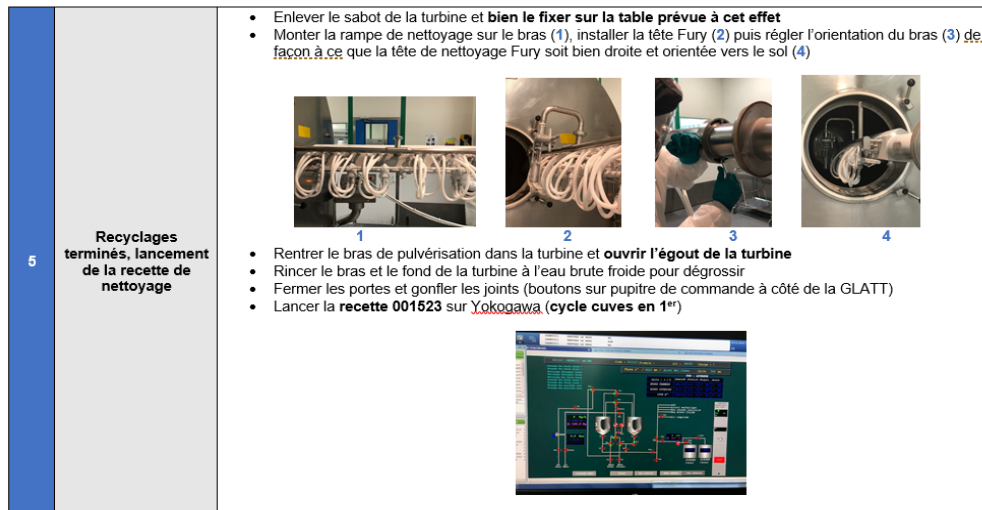 Enlever le sabot de la turbine et bien le fixer sur la table prévue à cet effet
Monter la rampe de nettoyage sur le bras (1), installer la tête Fury (2) puis régler l'orientation du bras (3) de
façon à ce que la tête de nettoyage Fury soit bien droite et orientée vers le sol (4)
1 2 3 4
5
Recyclages
terminés, lancement
de la recette de
nettoyage
Rentrer le bras de pulvérisation dans la turbine et ouvrir l'égout de la turbine
Rincer le bras et le fond de la turbine à l'eau brute froide pour dégrossir
Fermer les portes et gonfler les joints (boutons sur pupitre de commande à côté de la GLATT)
Lancer la recette 001523 sur Yokogawa (cycle cuves en 1er)